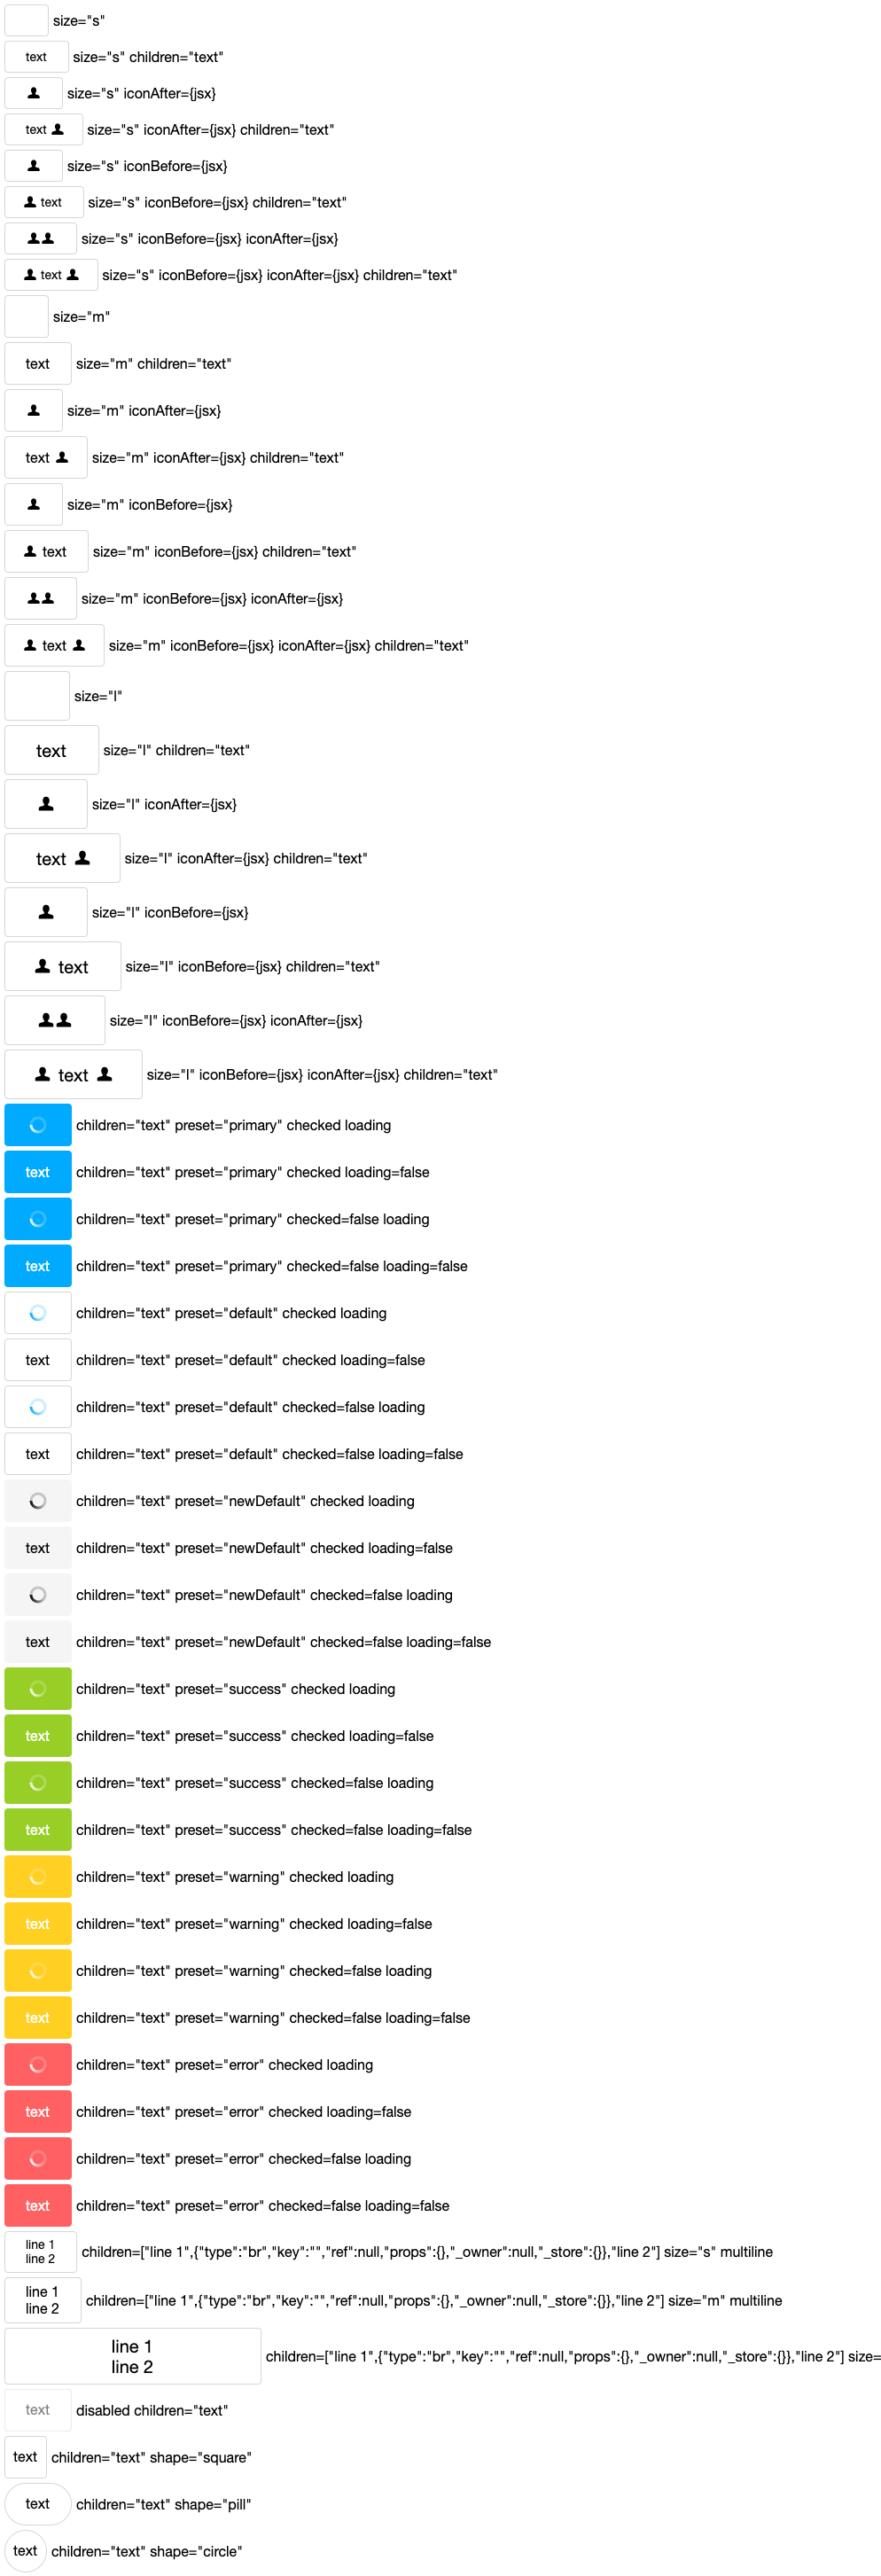 size="s"
text size="s" children="text"
size="s" iconAfter={jsx}
text size="s" iconAfter={jsx} children="text"
size="s" iconBefore={jsx}
text size="s" iconBefore={jsx} children="text"
size="s" iconBefore={jsx} iconAfter={jsx}
text size="s" iconBefore={jsx} iconAfter={jsx} children="text"
size="m"
text size="m" children="text"
size="m" iconAfter={jsx}
text size="m" iconAfter={jsx} children="text"
size="m" iconBefore={jsx}
text size="m" iconBefore={jsx} children="text"
size="m" iconBefore={jsx} iconAfter={jsx}
text size="m" iconBefore={jsx} iconAfter={jsx} children="text"
size="l"
text size="l" children="text"
size="l" iconAfter={jsx}
text size="l" iconAfter={jsx} children="text"
size="l" iconBefore={jsx}
text size="l" iconBefore={jsx} children="text"
size="l" iconBefore={jsx} iconAfter={jsx}
text size="l" iconBefore={jsx} iconAfter={jsx} children="text"
children="text" preset="primary" checked loading
text children="text" preset="primary" checked loading=false
children="text" preset="primary" checked=false loading
text children="text" preset="primary" checked=false loading=false
children="text" preset="default" checked loading
text children="text" preset="default" checked loading=false
children="text" preset="default" checked=false loading
text children="text" preset="default" checked=false loading=false
children="text" preset="newDefault" checked loading
text children="text" preset="newDefault" checked loading=false
children="text" preset="newDefault" checked=false loading
text children="text" preset="newDefault" checked=false loading=false
children="text" preset="success" checked loading
text children="text" preset="success" checked loading=false
children="text" preset="success" checked=false loading
text children="text" preset="success" checked=false loading=false
children="text" preset="warning" checked loading
text children="text" preset="warning" checked loading=false
children="text" preset="warning" checked=false loading
text children="text" preset="warning" checked=false loading=false
children="text" preset="error" checked loading
text children="text" preset="error" checked loading=false
children="text" preset="error" checked=false loading
text children="text" preset="error" checked=false loading=false
line 1
line 2
children=["line 1",{"type":"br","key":"","ref":null,"props":{},"_owner":null,"_store":{}},"line 2"] size="s" multiline
line 1
line 2
children=["line 1",{"type":"br","key":"","ref":null,"props":{},"_owner":null,"_store":{}},"line 2"] size="m" multiline
line 1
line 2
children=["line 1",{"type":"br","key":"","ref":null,"props":{},"_owner":null,"_store":{}},"line 2"] size=
text disabled children="text"
text children="text" shape="square"
text children="text" shape="pill"
text children="text" shape="circle"